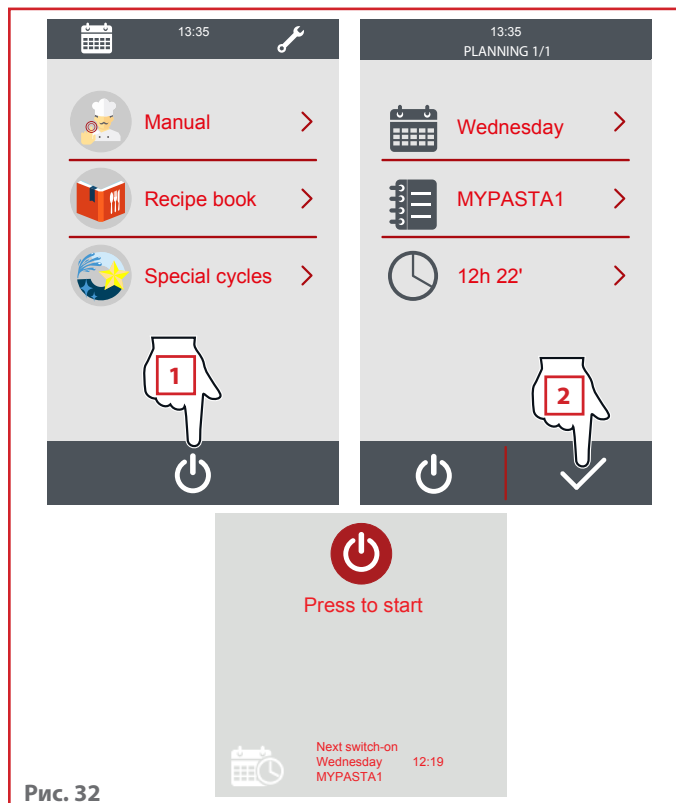 13:35
Manual
Recipe book
Special cycles
1
13:35
PLANNING 1/1
Wednesday
MYPASTA1
12h 22'
2
Press to start
Next switch-on
Wednesday 12:19
MYPASTA1
Рис. 32